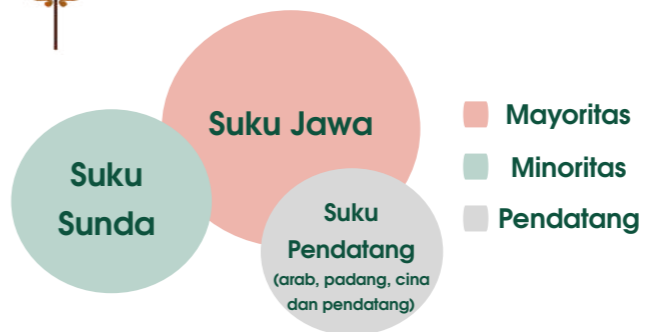 Suku Jawa
Suku
Sunda
Suku
Pendatang
(arab, padang, cina
dan pendatang)
Mayoritas
Minoritas
Pendatang